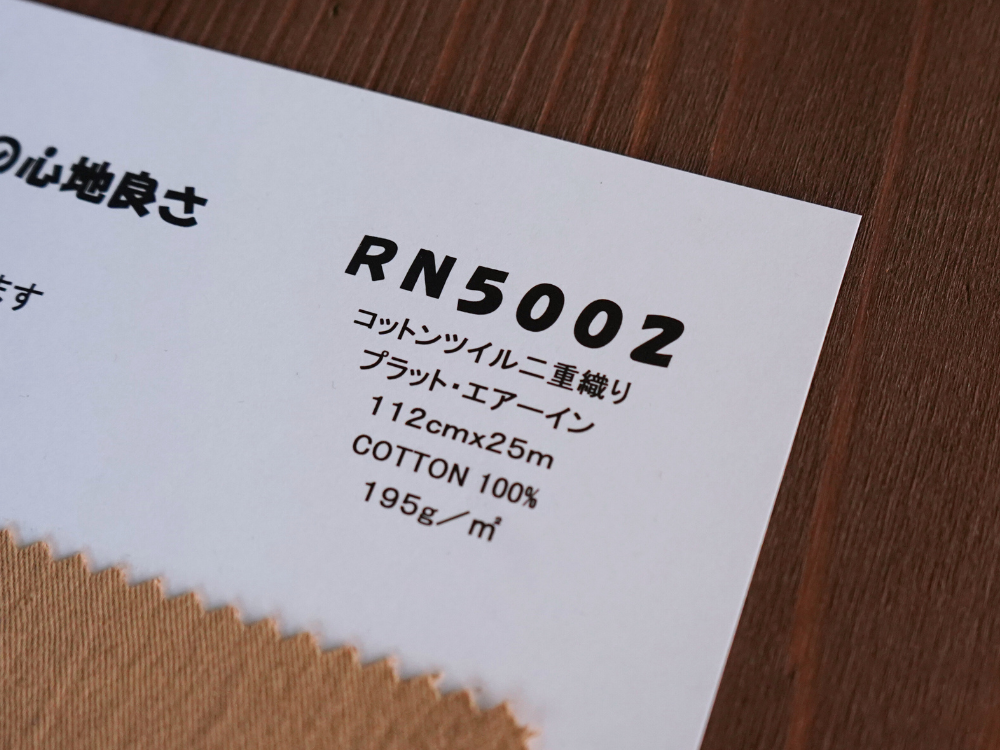 の心地良さ
ます
RN5002
コットンツイル二重織り
プラット・エアーイン
112cmx25m
COTTON 100%
195g／㎡